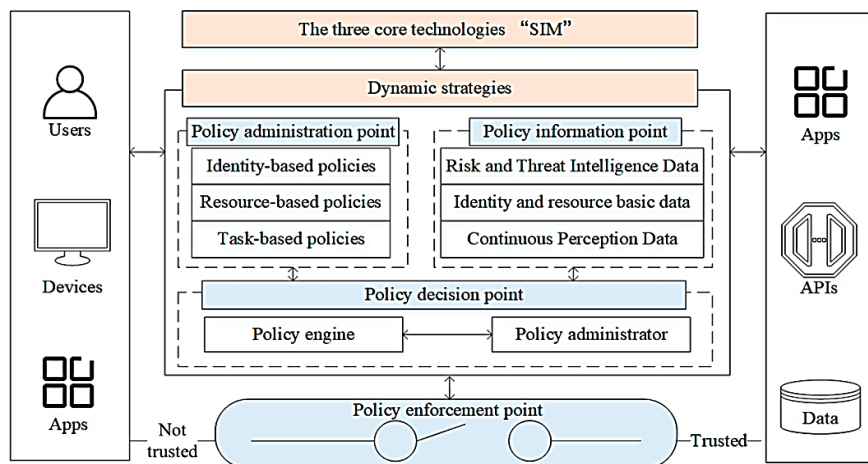 The three core technologies “SIM”
Dynamic strategies
Users
Devices
Apps
Policy administration point
Identity-based policies
Resource-based policies
Task-based policies
Policy information point
Risk and Threat Intelligence Data
Identity and resource basic data
Continuous Perception Data
Policy decision point
Policy engine
Policy administrator
Apps
APIs
Data
Policy enforcement point
Not
trusted
Trusted